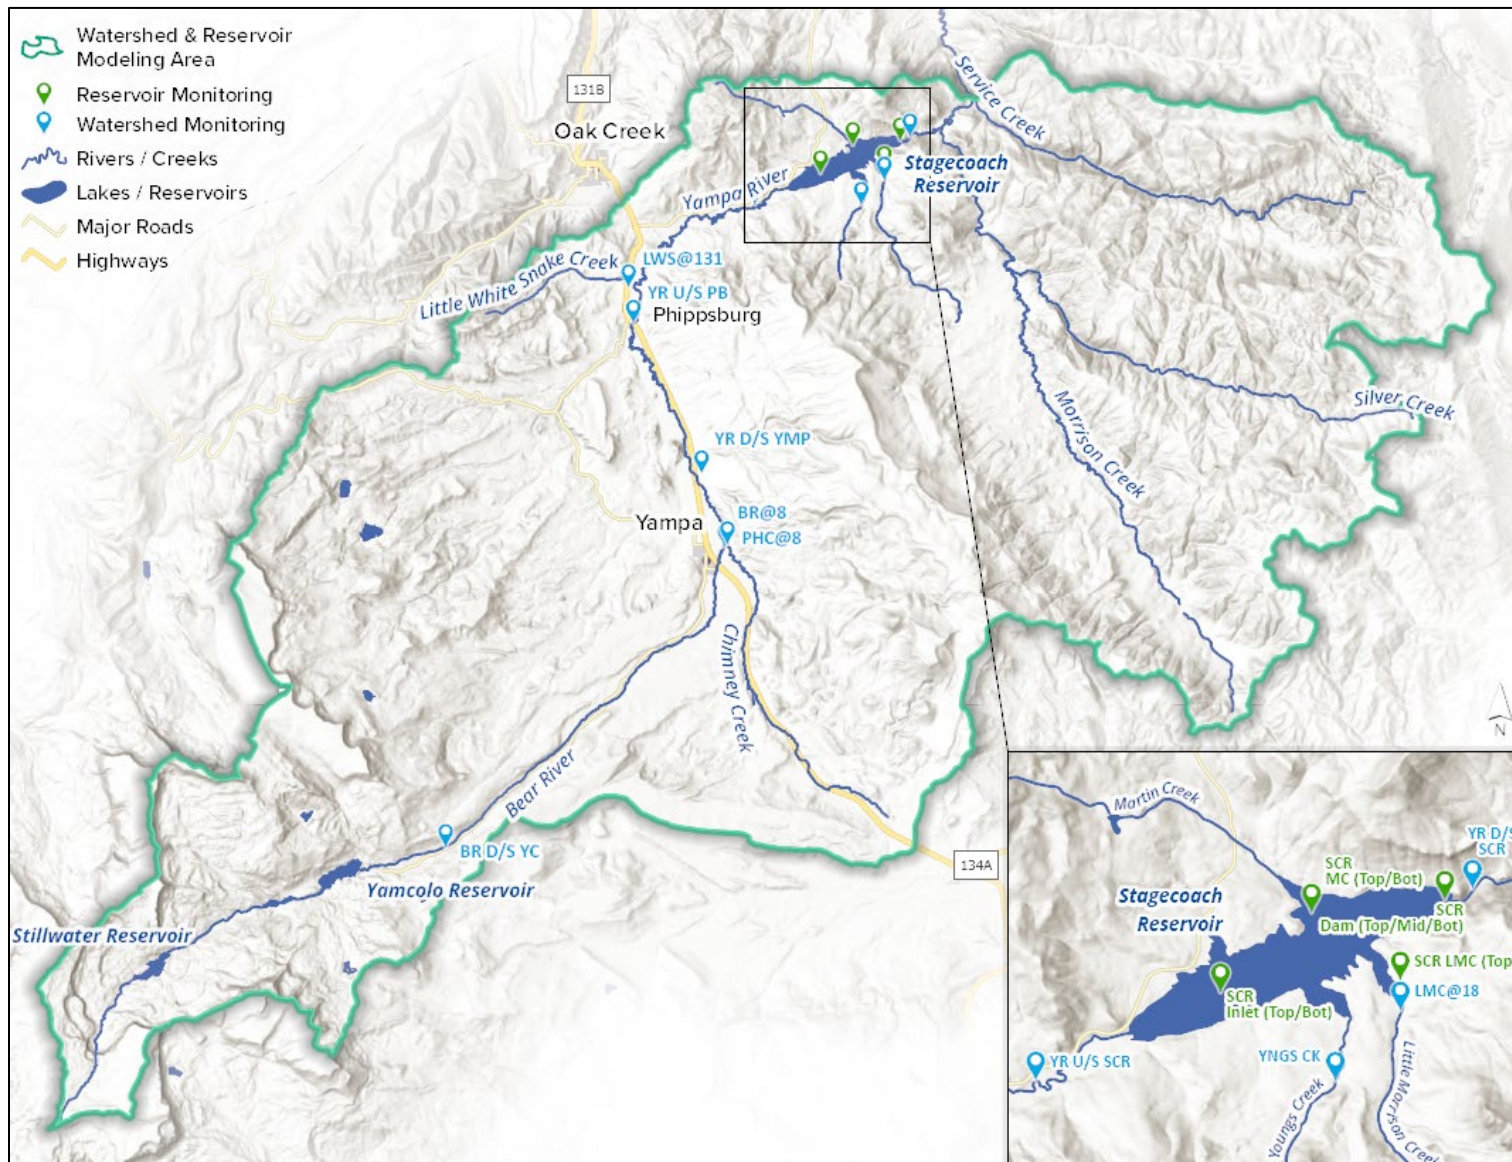 Watershed & Reservoir
Modeling Area
Reservoir Monitoring
Watershed Monitoring
Rivers / Creeks
Lakes / Reservoirs
Major Roads
Highways
131B
Oak Creek
Service Creek
Stagecoach
Reservoir
Yampa River
Little White Snake Creek
LWS@131
YR U/S PB
Phippsburg
Silver Creek
Morrison Creek
YR D/S YMP
BR@8
Yampa
PHC@8
Chimney Creek
Bear River
BR D/S YC
134A
Yamcolo Reservoir
Stillwater Reservoir
N
Martin Creek
YR D/S
SCR
SCR
MC (Top/Bot)
Stagecoach
Reservoir
SCR
Dam (Top/Mid/Bot)
SCR LMC (Top
LMC@18
SCR
Inlet (Top/Bot)
YR U/S SCR
YNGS CK
Youngs Creek
Little Morrison Creek